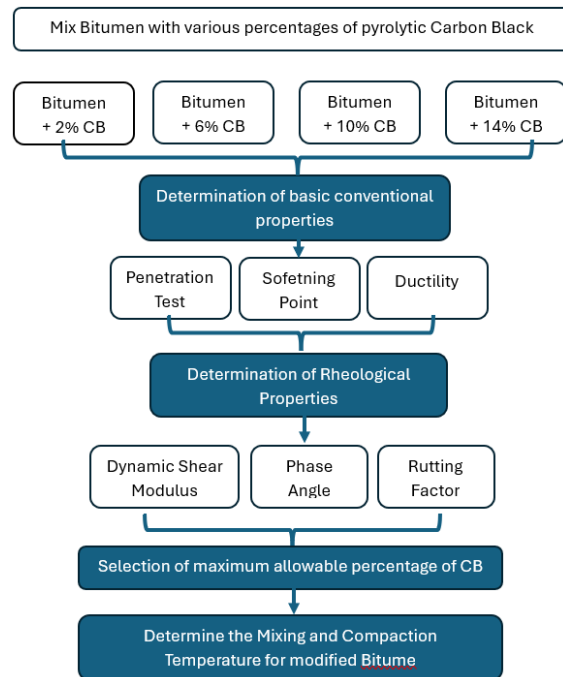 Mix Bitumen with various percentages of pyrolytic Carbon Black
Bitumen
+ 2% CB
Bitumen
+ 6% CB
Bitumen
+ 10% CB
Bitumen
+ 14% CB
Determination of basic conventional
properties
Penetration
Test
Sofetning
Point
Ductility
Determination of Rheological
Properties
Dynamic Shear
Modulus
Phase
Angle
Rutting
Factor
Selection of maximum allowable percentage of CB
Determine the Mixing and Compaction
Temperature for modified Bitume